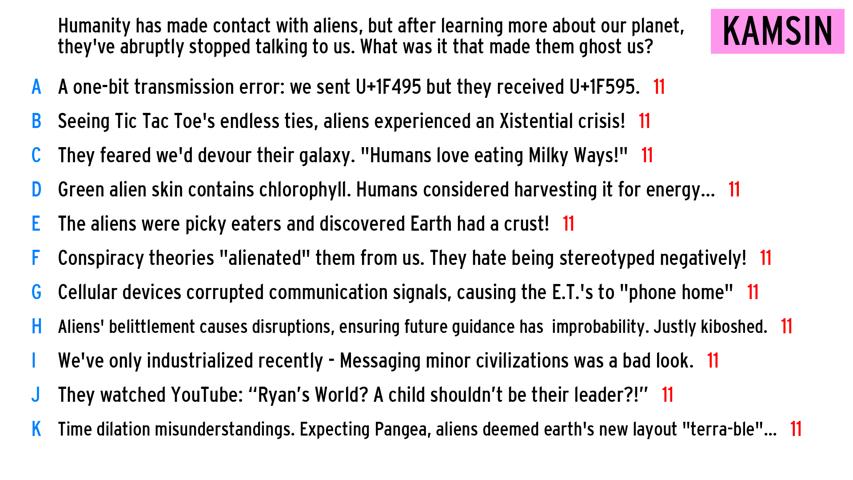 Humanity has made contact with aliens, but after learning more about our planet,
they've abruptly stopped talking to us. What was it that made them ghost us?
KAMSIN
A A one-bit transmission error: we sent U+1F495 but they received U+1F595. 11
B Seeing Tic Tac Toe's endless ties, aliens experienced an Xistential crisis! 11
C They feared we'd devour their galaxy. "Humans love eating Milky Ways!" 11
D Green alien skin contains chlorophyll. Humans considered harvesting it for energy... 11
E The aliens were picky eaters and discovered Earth had a crust! 11
F Conspiracy theories "alienated" them from us. They hate being stereotyped negatively! 11
G Cellular devices corrupted communication signals, causing the E.T.'s to "phone home" 11
H Aliens' belittlement causes disruptions, ensuring future guidance has improbability. Justly kiboshed. 11
I We've only industrialized recently - Messaging minor civilizations was a bad look. 11
J They watched YouTube: “Ryan’s World? A child shouldn’t be their leader?!” 11
K Time dilation misunderstandings. Expecting Pangea, aliens deemed earth's new layout "terra-ble"... 11